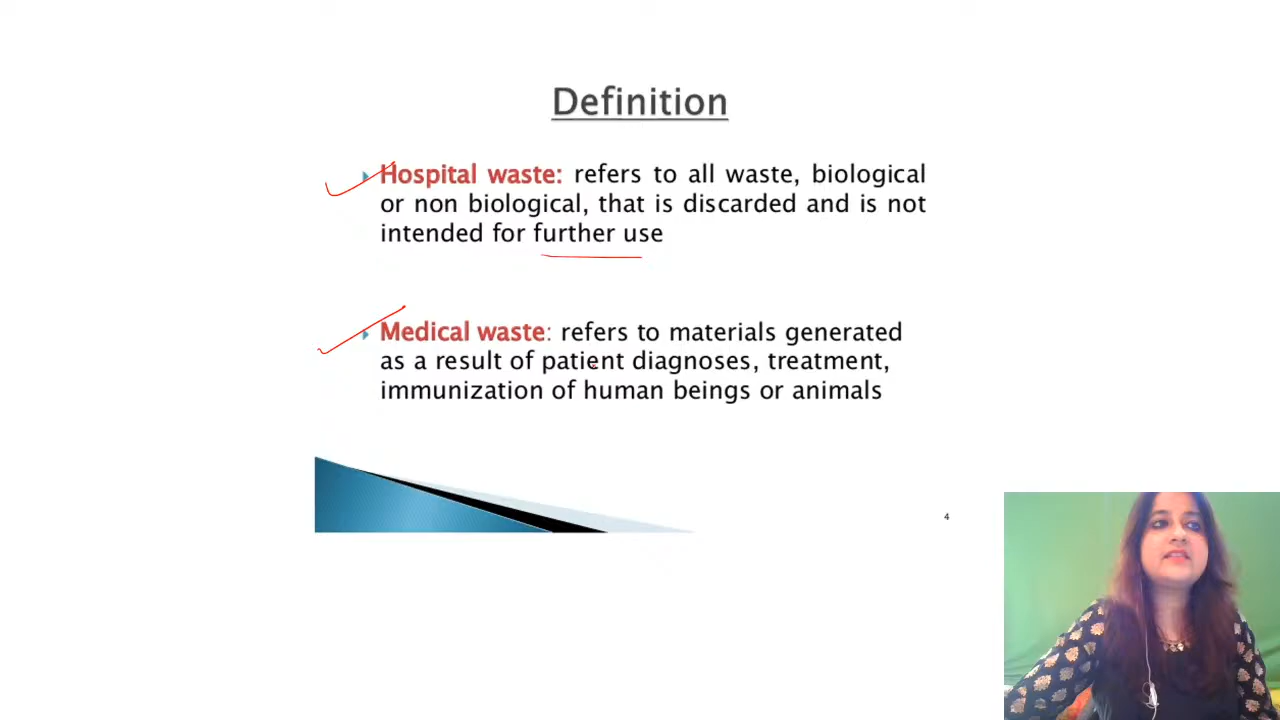 Definition
Hospital waste: refers to all waste, biological
or non biological, that is discarded and is not
intended for further use
Medical waste: refers to materials generated
as a result of patient diagnoses, treatment,
immunization of human beings or animals
4